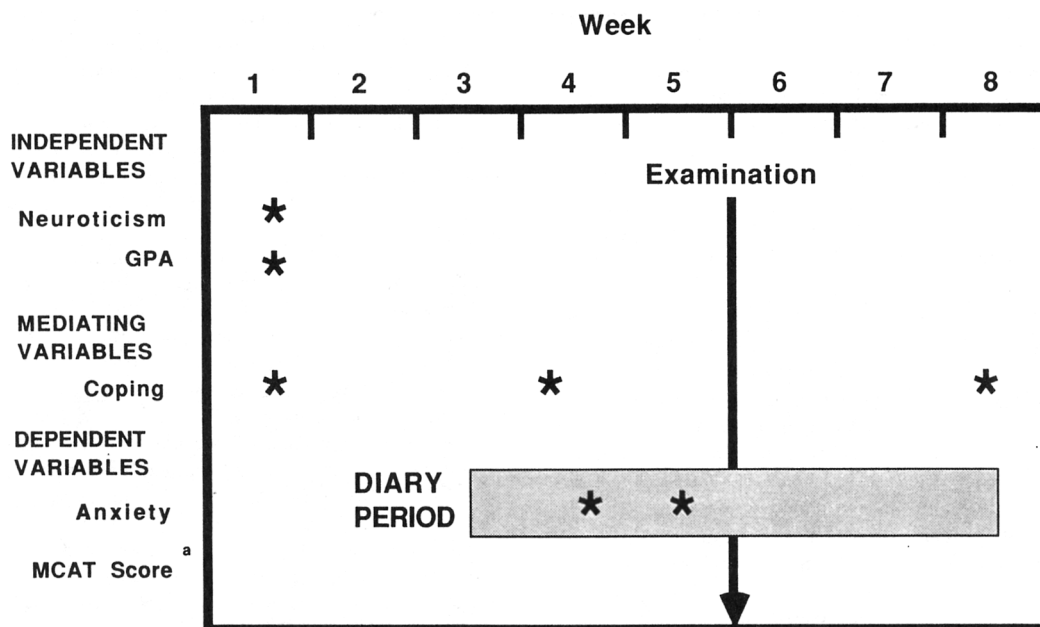 Week
1 2 3 4 5 6 7 8
INDEPENDENT
VARIABLES
Examination
Neuroticism
*
GPA
*
MEDIATING
VARIABLES
Coping
* * *
DEPENDENT
VARIABLES
DIARY
PERIOD
Anxiety
* *
MCAT Score a